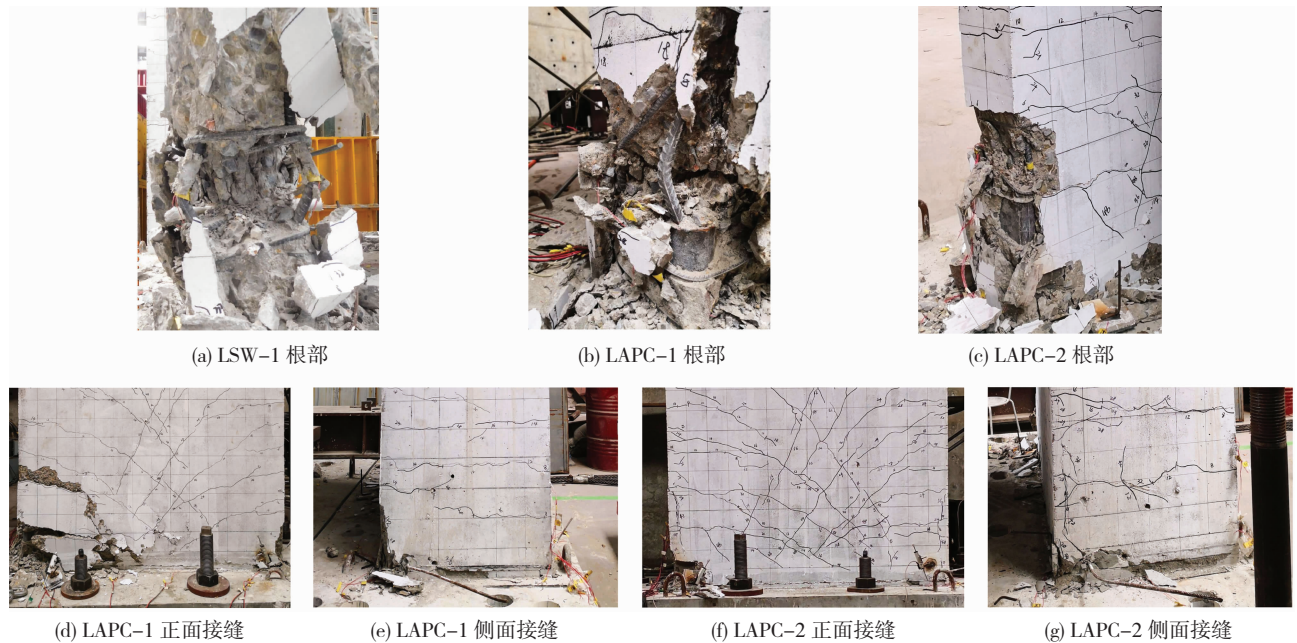 (a) LSW-1 根部
(b) LAPC-1 根部
(c) LAPC-2 根部
(d) LAPC-1 正面接缝
(e) LAPC-1 侧面接缝
(f) LAPC-2 正面接缝
(g) LAPC-2 侧面接缝